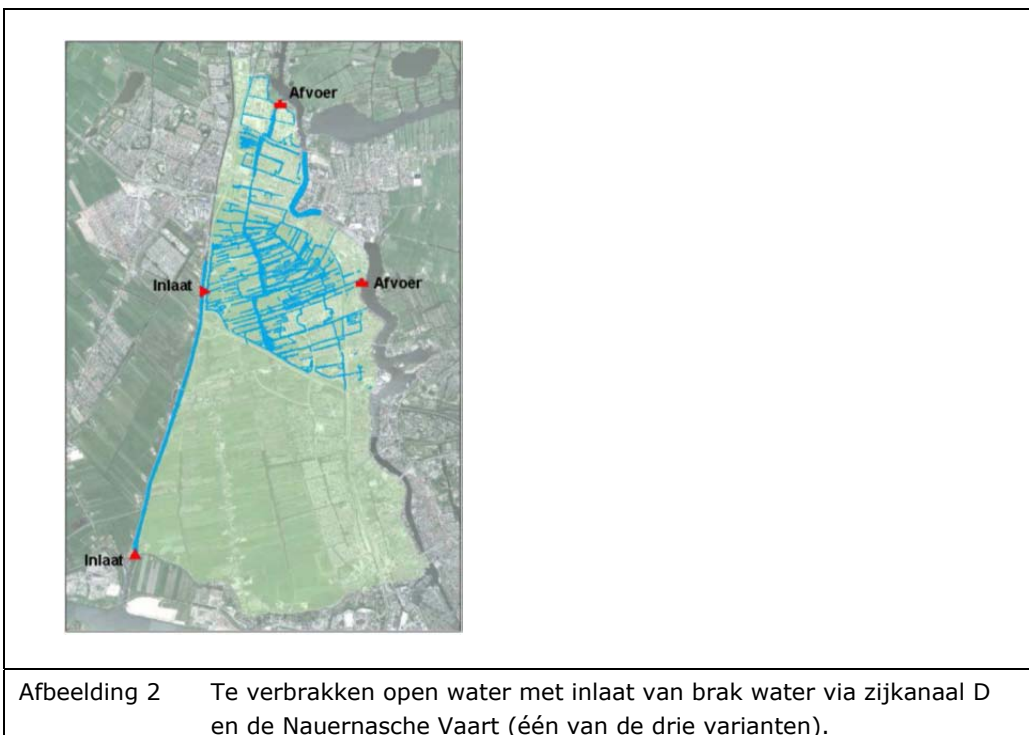 Afvoer
Inlaat
Afvoer
Inlaat
Afbeelding 2 Te verbrakken open water met inlaat van brak water via zijkanaal D
en de Nauernasche Vaart (één van de drie varianten).